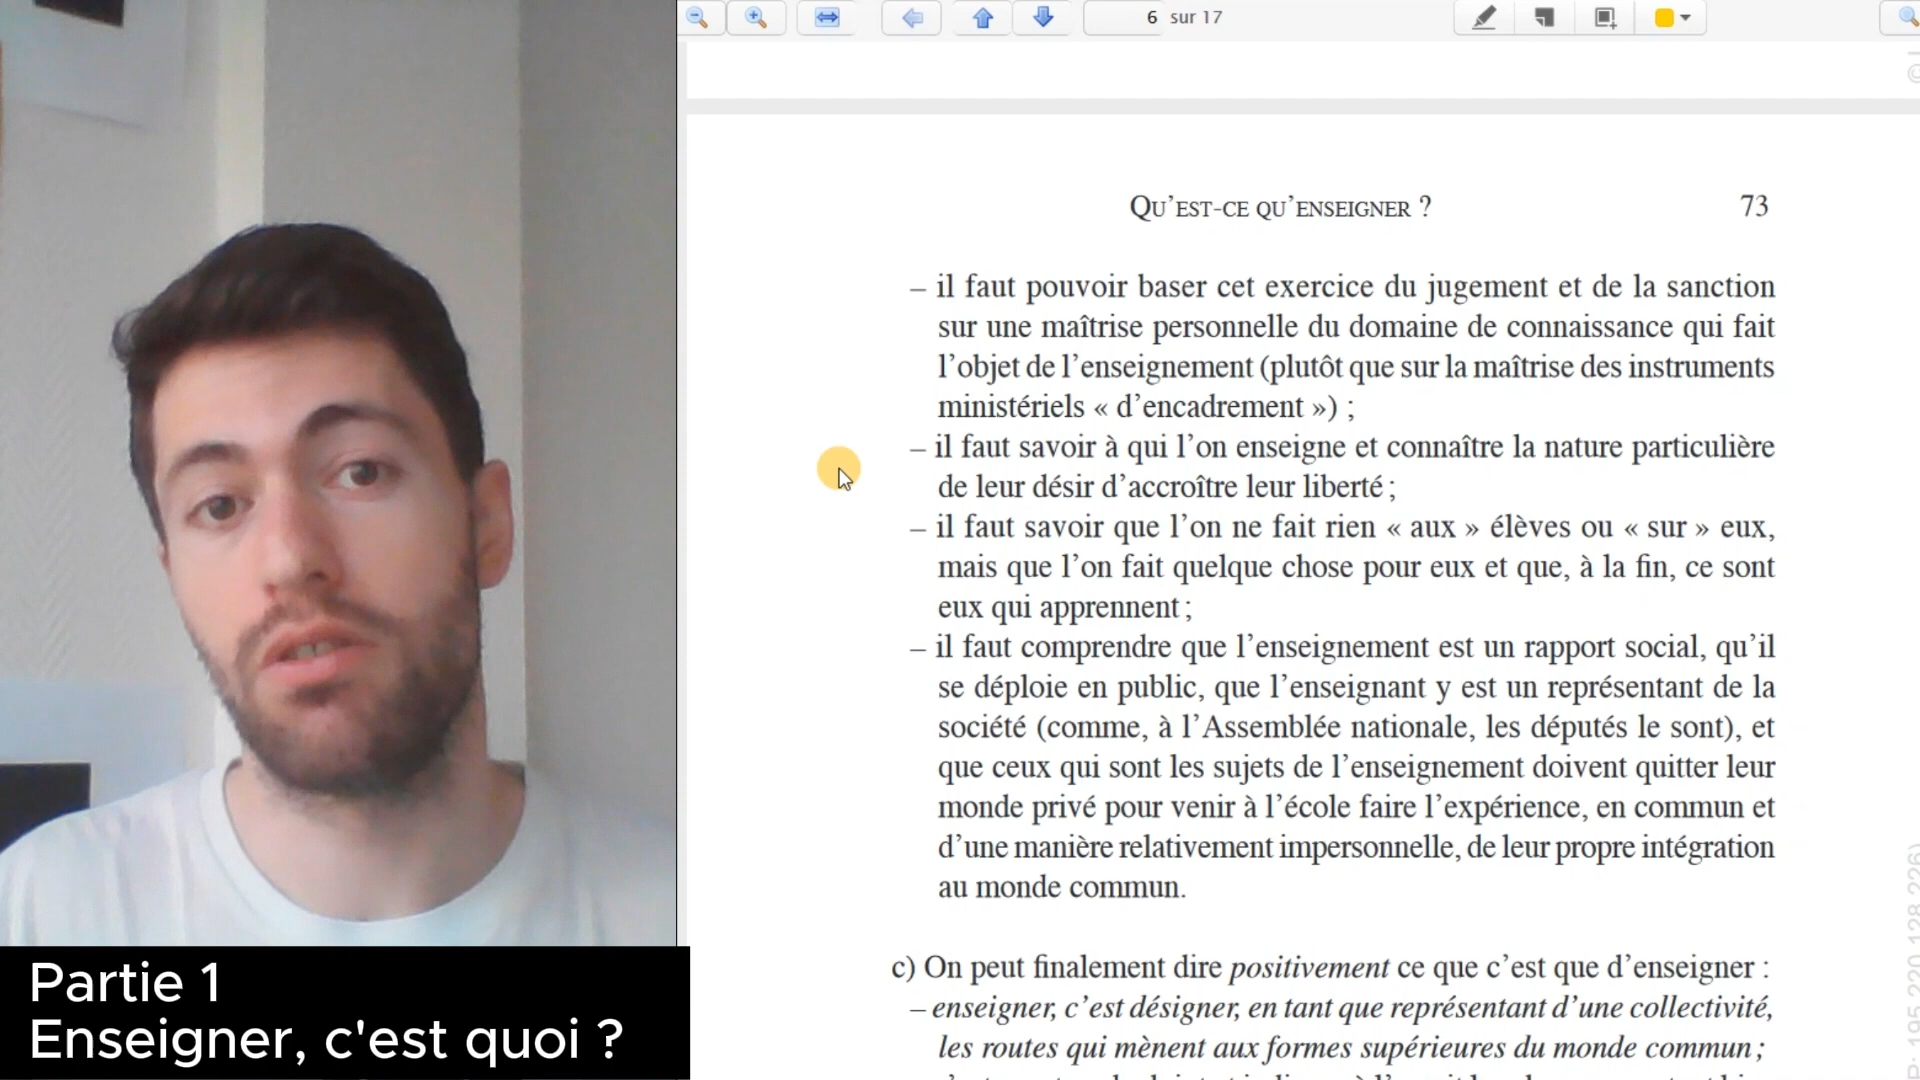 6 sur 17
QU'EST-CE QU'ENSEIGNER ?
73
– il faut pouvoir baser cet exercice du jugement et de la sanction
sur une maîtrise personnelle du domaine de connaissance qui fait
l'objet de l'enseignement (plutôt que sur la maîtrise des instruments
ministériels « d'encadrement ») ;
– il faut savoir à qui l'on enseigne et connaître la nature particulière
de leur désir d'accroître leur liberté ;
– il faut savoir que l'on ne fait rien « aux » élèves ou « sur » eux,
mais que l'on fait quelque chose pour eux et que, à la fin, ce sont
eux qui apprennent ;
– il faut comprendre que l'enseignement est un rapport social, qu'il
se déploie en public, que l'enseignant y est un représentant de la
société (comme, à l'Assemblée nationale, les députés le sont), et
que ceux qui sont les sujets de l'enseignement doivent quitter leur
monde privé pour venir à l'école faire l'expérience, en commun et
d'une manière relativement impersonnelle, de leur propre intégration
au monde commun.
c) On peut finalement dire positivement ce que c'est que d'enseigner :
– enseigner, c'est désigner, en tant que représentant d'une collectivité,
les routes qui mènent aux formes supérieures du monde commun ;
Partie 1
Enseigner, c'est quoi ?
195.220.128.226)